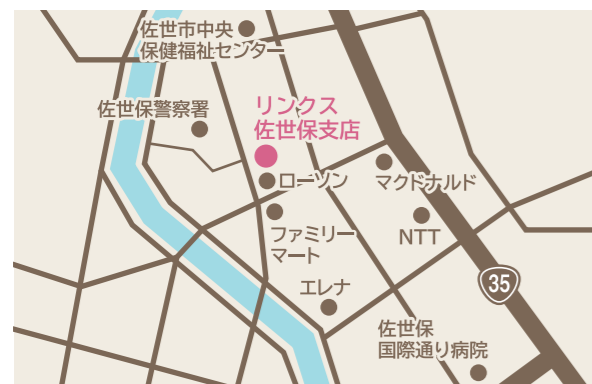 佐世市中央
保健福祉センター
佐世保警察署
リンクス
佐世保支店
ローソン
マクドナルド
ファミリー
マート
NTT
エレナ
35
佐世保
国際通り病院